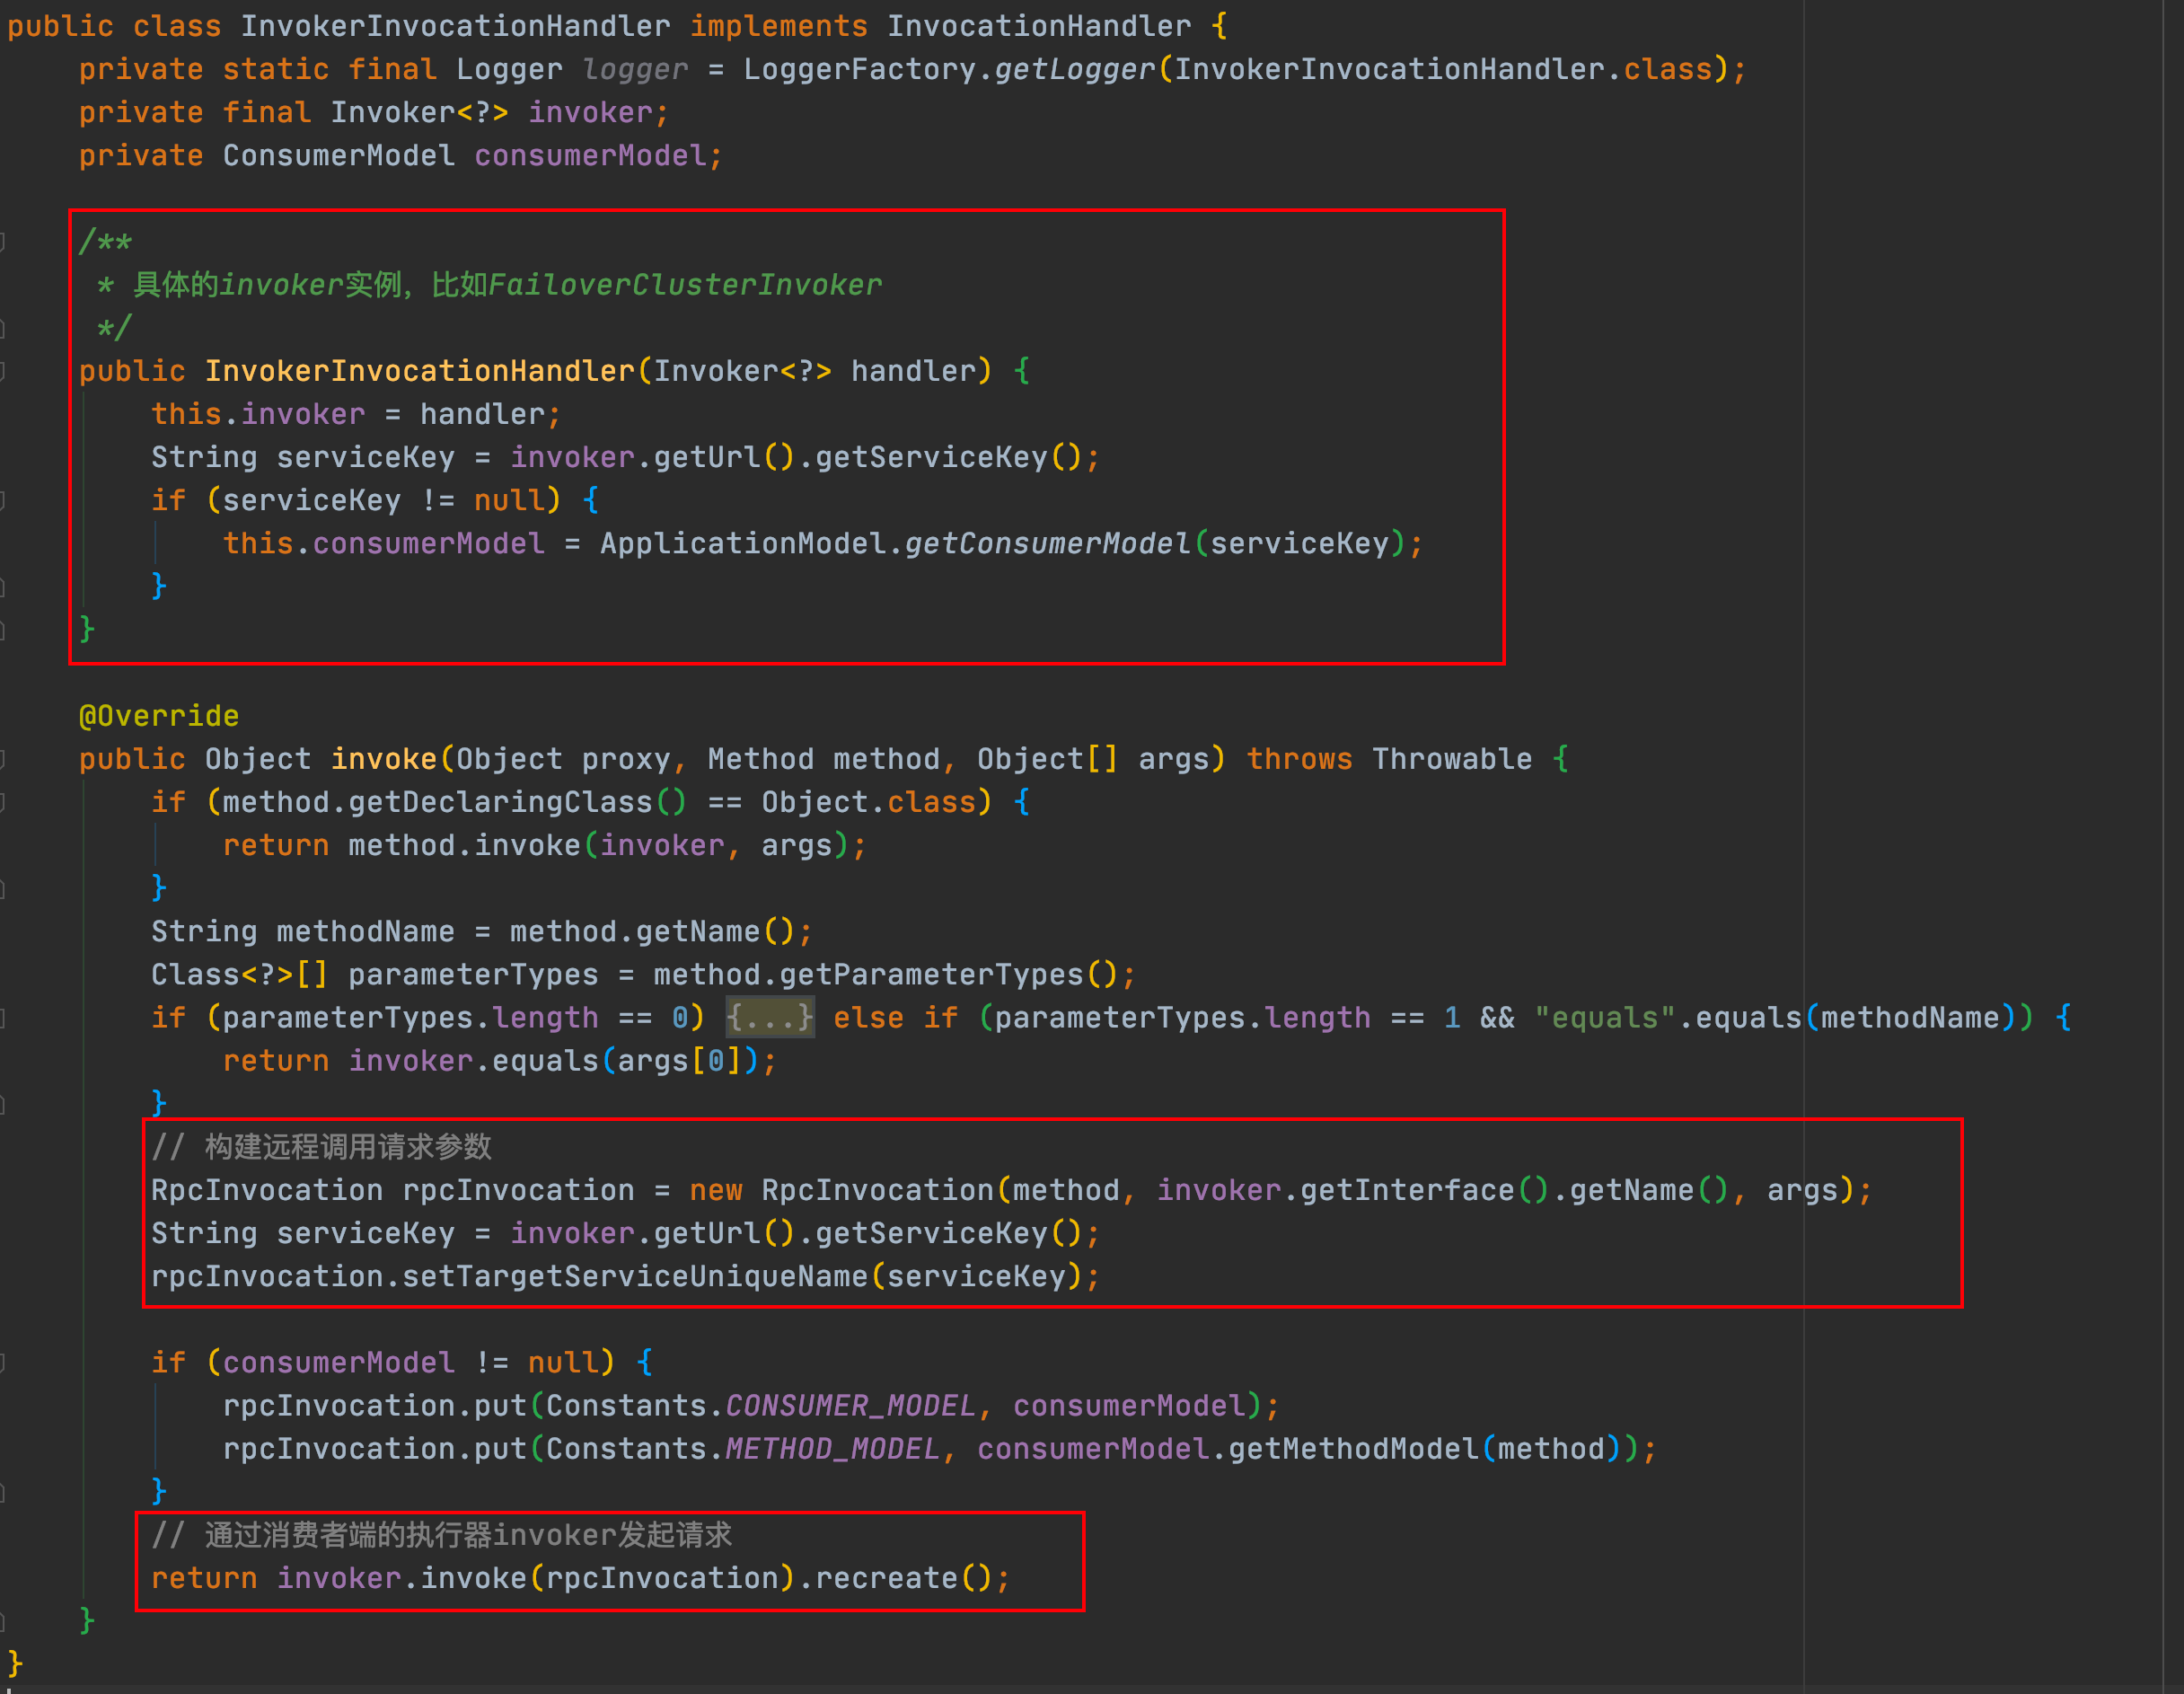 public class InvokerInvocationHandler implements InvocationHandler {
    private static final Logger logger = LoggerFactory.getLogger(InvokerInvocationHandler.class);
    private final Invoker<?> invoker;
    private ConsumerModel consumerModel;
    /**
     * 具体的invoker实例，比如FailoverClusterInvoker
     */
    public InvokerInvocationHandler(Invoker<?> handler) {
        this.invoker = handler;
        String serviceKey = invoker.getUrl().getServiceKey();
        if (serviceKey != null) {
            this.consumerModel = ApplicationModel.getConsumerModel(serviceKey);
        }
    }
    @Override
    public Object invoke(Object proxy, Method method, Object[] args) throws Throwable {
        if (method.getDeclaringClass() == Object.class) {
            return method.invoke(invoker, args);
        }
        String methodName = method.getName();
        Class<?>[] parameterTypes = method.getParameterTypes();
        if (parameterTypes.length == 0) {...} else if (parameterTypes.length == 1 && "equals".equals(methodName)) {
            return invoker.equals(args[0]);
        }
        // 构建远程调用请求参数
        RpcInvocation rpcInvocation = new RpcInvocation(method, invoker.getInterface().getName(), args);
        String serviceKey = invoker.getUrl().getServiceKey();
        rpcInvocation.setTargetServiceUniqueName(serviceKey);
        if (consumerModel != null) {
            rpcInvocation.put(Constants.CONSUMER_MODEL, consumerModel);
            rpcInvocation.put(Constants.METHOD_MODEL, consumerModel.getMethodModel(method));
        }
        // 通过消费者端的执行器invoker发起请求
        return invoker.invoke(rpcInvocation).recreate();
    }
}